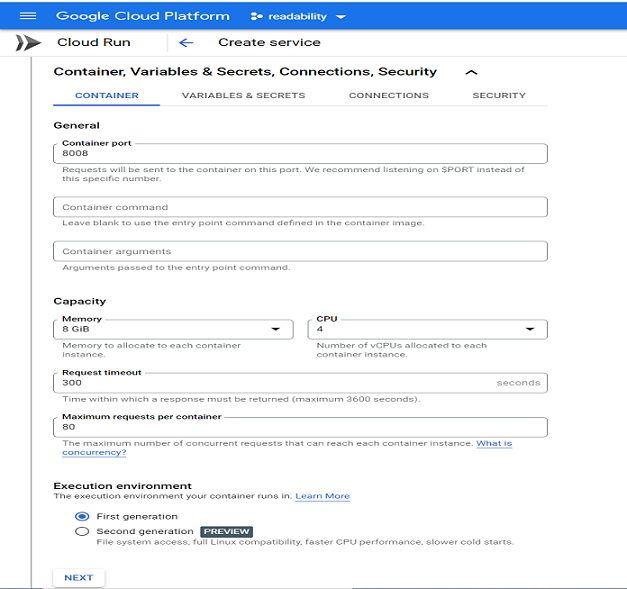 Google Cloud Platform readability
Cloud Run Create service
Container, Variables & Secrets, Connections, Security
CONTAINER VARIABLES & SECRETS CONNECTIONS SECURITY
General
Container port
8008
Requests will be sent to the container on this port. We recommend listening on $PORT instead of
this specific number.
Container command
Leave blank to use the entry point command defined in the container image.
Container arguments
Arguments passed to the entry point command.
Capacity
Memory
8 GiB
Memory to allocate to each container
instance.
CPU
4
Number of vCPUs allocated to each
container instance.
Request timeout
300 seconds
Time within which a response must be returned (maximum 3600 seconds).
Maximum requests per container
80
The maximum number of concurrent requests that can reach each container instance. What is
concurrency?
Execution environment
The execution environment your container runs in. Learn More
First generation
Second generation PREVIEW
File system access, full Linux compatibility, faster CPU performance, slower cold starts.
NEXT